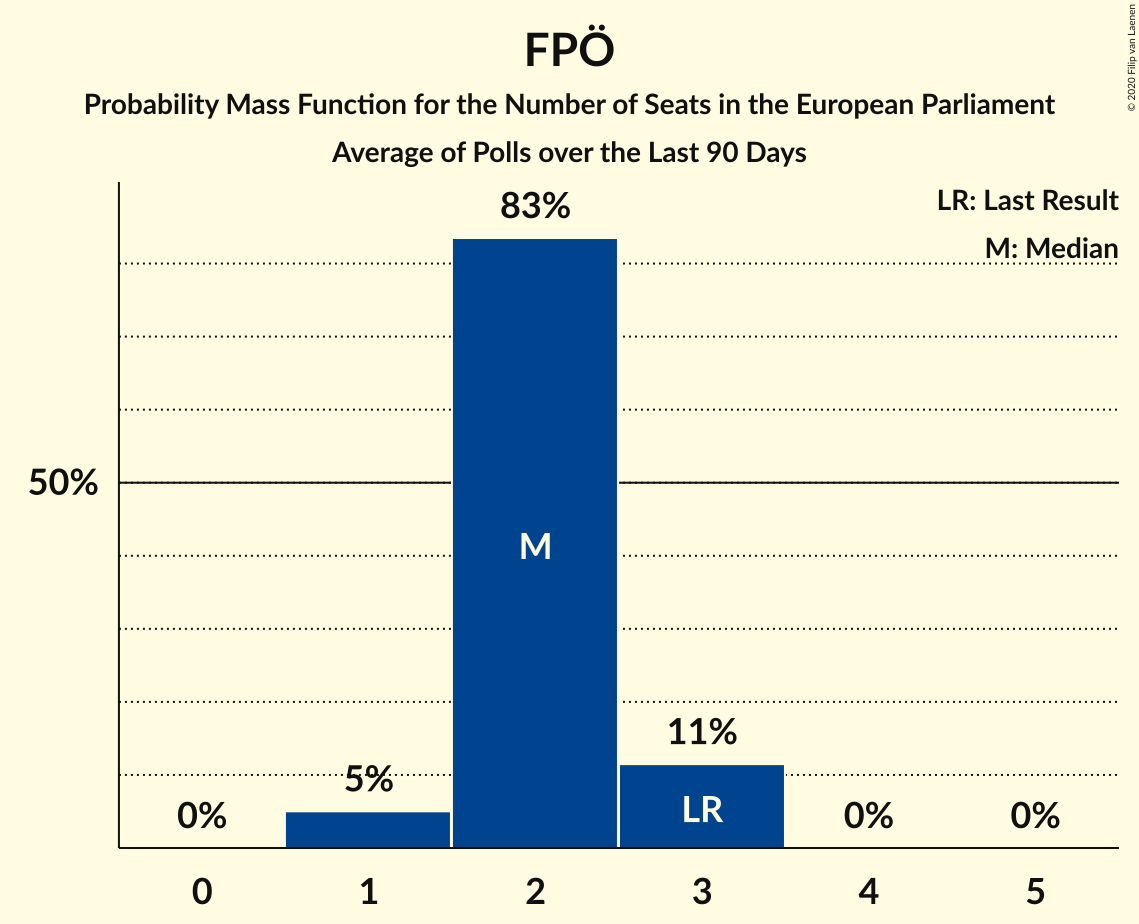 FPÖ
Probability Mass Function for the Number of Seats in the European Parliament
Average of Polls over the Last 90 Days
© 2020 Filip van Laenen
LR: Last Result
M: Median
83%
50%
M
11%
5%
LR
0%
0%
0%
0 1 2 3 4 5